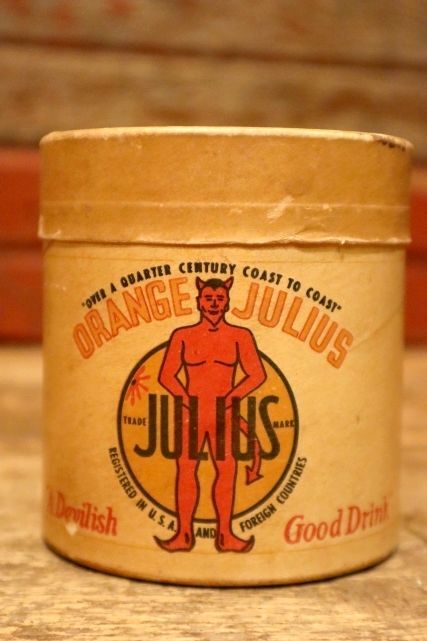 "OVER A QUARTER CENTURY COAST TO COAST"
ORANGE JULIUS
JULIUS
TRADE MARK
REGISTERED IN U.S.A. AND FOREIGN COUNTRIES
A Devilish Good Drink